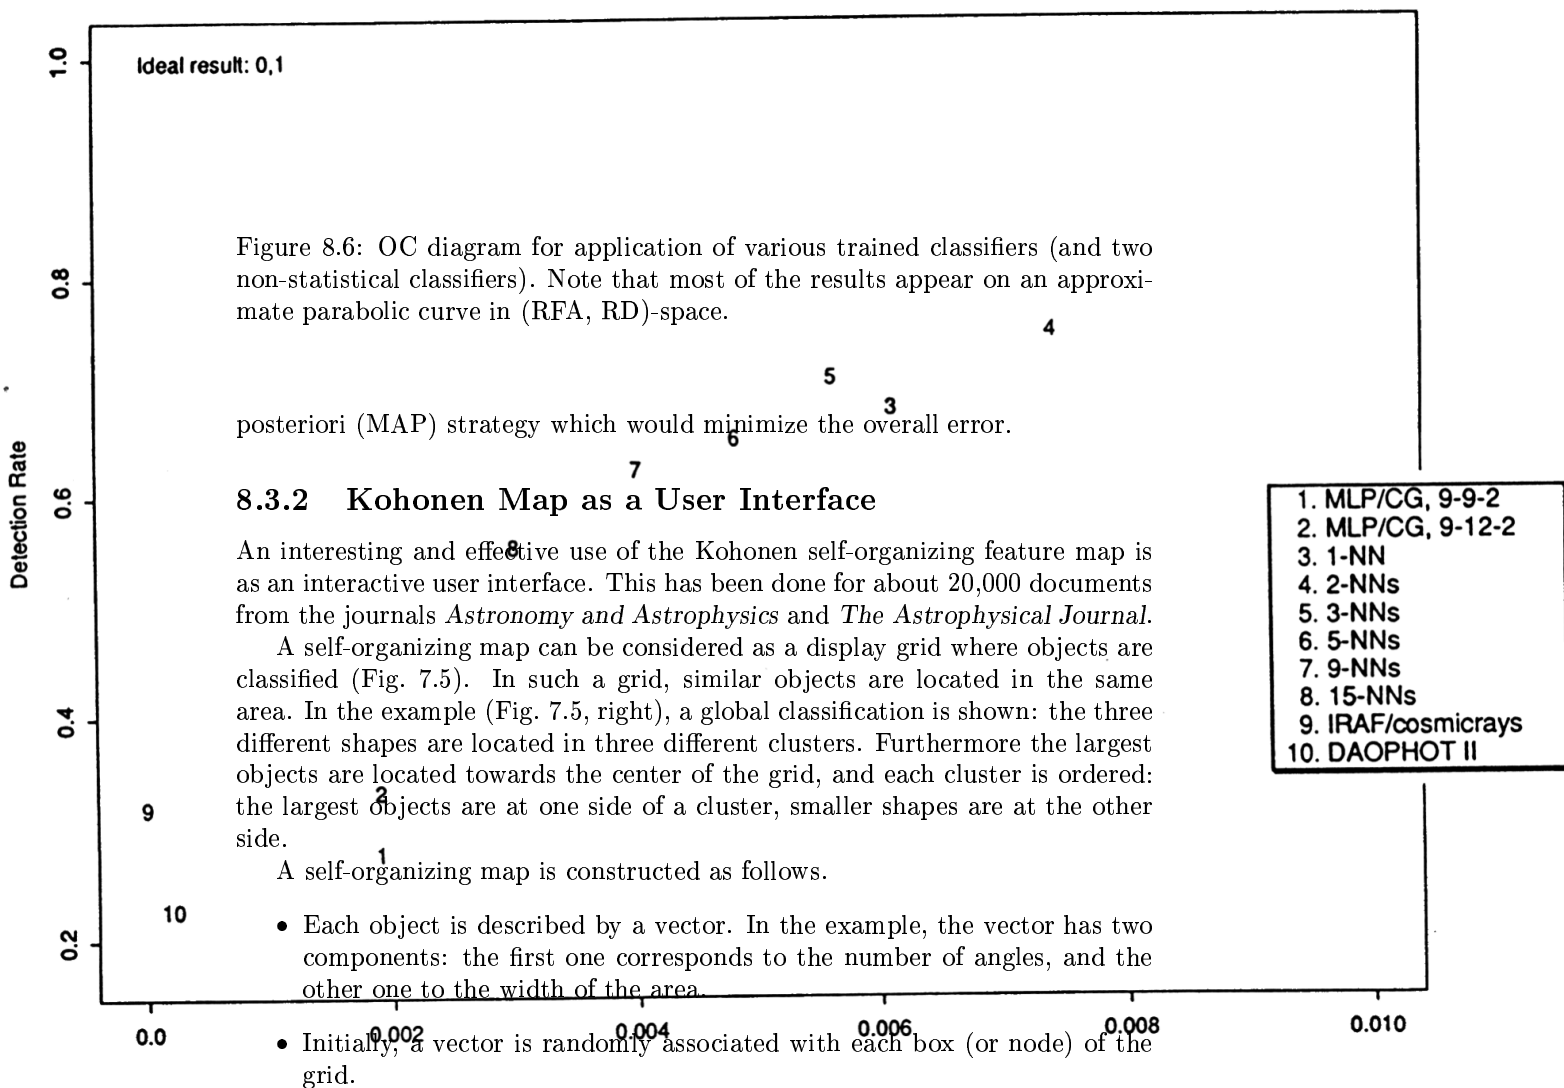 1.0
Ideal result: 0,1
0.8
Figure 8.6: OC diagram for application of various trained classifiers (and two
non-statistical classifiers). Note that most of the results appear on an approxi-
mate parabolic curve in (RFA, RD)-space.
4
5
3
posteriori (MAP) strategy which would minimize the overall error.
6
7
Detection Rate
0.6
8.3.2 Kohonen Map as a User Interface
8
An interesting and effective use of the Kohonen self-organizing feature map is
as an interactive user interface. This has been done for about 20,000 documents
from the journals Astronomy and Astrophysics and The Astrophysical Journal.
A self-organizing map can be considered as a display grid where objects are
classified (Fig. 7.5). In such a grid, similar objects are located in the same
area. In the example (Fig. 7.5, right), a global classification is shown: the three
different shapes are located in three different clusters. Furthermore the largest
objects are located towards the center of the grid, and each cluster is ordered:
the largest objects are at one side of a cluster, smaller shapes are at the other
side.
A self-organizing map is constructed as follows.
1. MLP/CG, 9-9-2
2. MLP/CG, 9-12-2
3. 1-NN
4. 2-NNs
5. 3-NNs
6. 5-NNs
7. 9-NNs
8. 15-NNs
9. IRAF/cosmicrays
10. DAOPHOT II
0.4
2
9
1
10
0.2
• Each object is described by a vector. In the example, the vector has two
components: the first one corresponds to the number of angles, and the
other one to the width of the area.
0.0
0.002
0.004
0.006
0.008
0.010
• Initially, a vector is randomly associated with each box (or node) of the
grid.